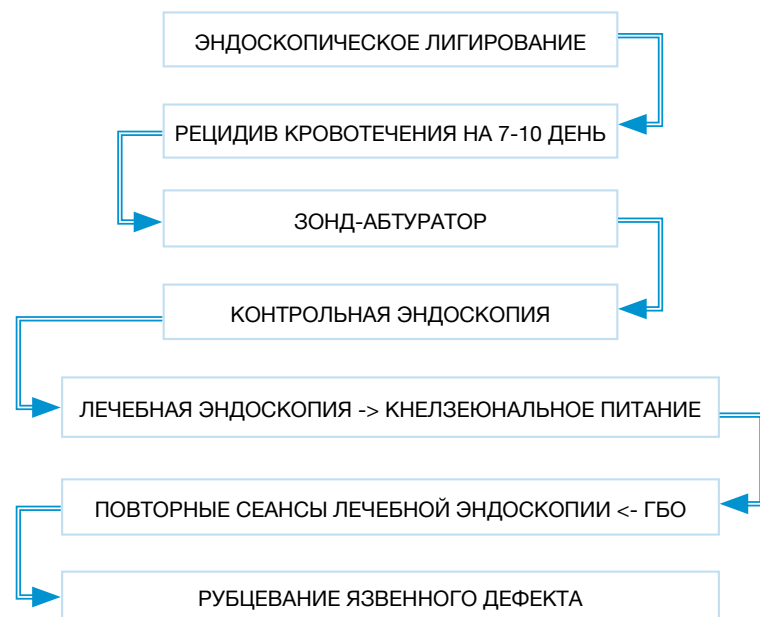 ЭНДОСКОПИЧЕСКОЕ ЛИГИРОВАНИЕ
РЕЦИДИВ КРОВОТЕЧЕНИЯ НА 7-10 ДЕНЬ
ЗОНД-АБТУРАТОР
КОНТРОЛЬНАЯ ЭНДОСКОПИЯ
ЛЕЧЕБНАЯ ЭНДОСКОПИЯ -> КНЕЛЗЕЮНАЛЬНОЕ ПИТАНИЕ
ПОВТОРНЫЕ СЕАНСЫ ЛЕЧЕБНОЙ ЭНДОСКОПИИ <- ГБО
РУБЦЕВАНИЕ ЯЗВЕННОГО ДЕФЕКТА